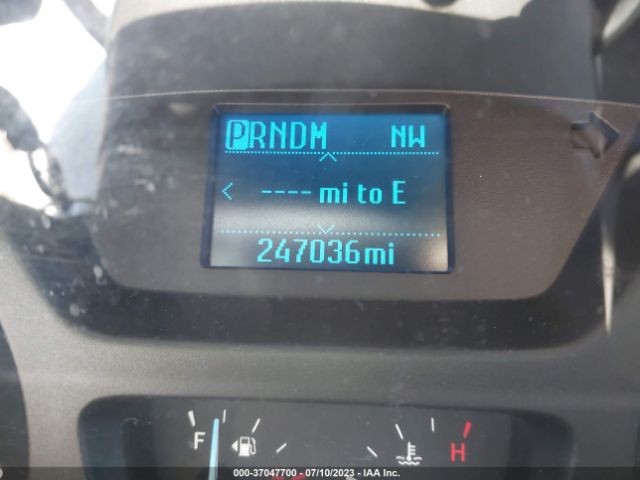 PRNDM NW
< ---- mi to E
247036mi
F H
000-37047700 - 07/10/2023 - IAA Inc.